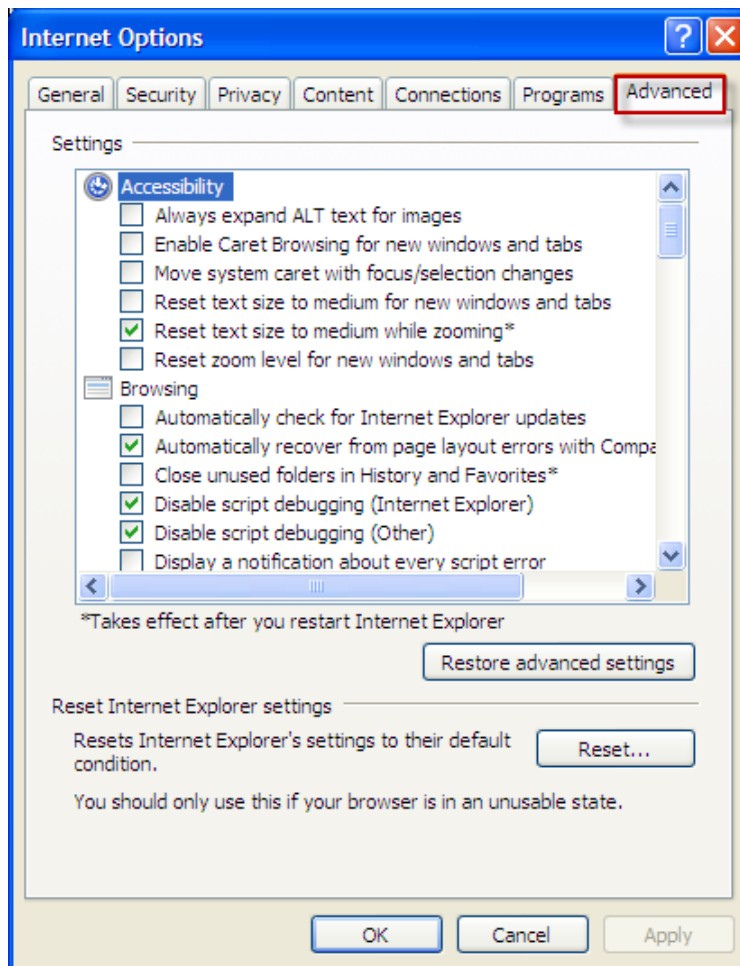 Internet Options
General Security Privacy Content Connections Programs Advanced
Settings
Accessibility
Always expand ALT text for images
Enable Caret Browsing for new windows and tabs
Move system caret with focus/selection changes
Reset text size to medium for new windows and tabs
Reset text size to medium while zooming*
Reset zoom level for new windows and tabs
Browsing
Automatically check for Internet Explorer updates
Automatically recover from page layout errors with Compa
Close unused folders in History and Favorites*
Disable script debugging (Internet Explorer)
Disable script debugging (Other)
Display a notification about every script error
*Takes effect after you restart Internet Explorer
Restore advanced settings
Reset Internet Explorer settings
Resets Internet Explorer's settings to their default
condition.
Reset...
You should only use this if your browser is in an unusable state.
OK Cancel Apply